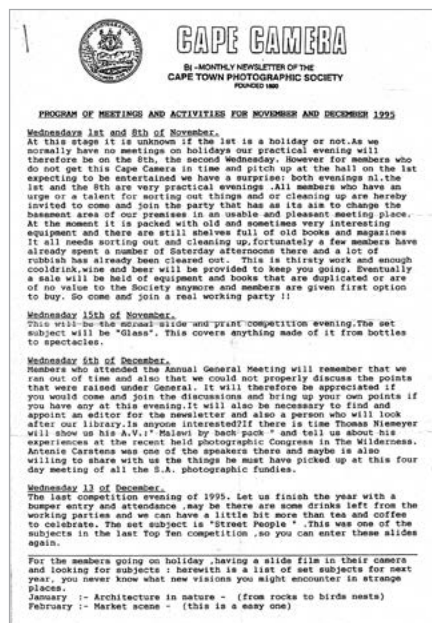 CAPE CAMERA
BI-MONTHLY NEWSLETTER OF THE
CAPE TOWN PHOTOGRAPHIC SOCIETY
FOUNDED 1890
PROGRAM OF MEETINGS AND ACTIVITIES FOR NOVEMBER AND DECEMBER 1995
Wednesdays 1st and 8th of November.
At this stage it is unknown if the 1st is a holiday or not.As we
normally have no meetings on holidays our practical evening will
therefore be on the 8th, the second Wednesday. However for members who
do not get this Cape Camera in time and pitch up at the hall on the 1st
expecting to be entertained we have a surprise: both evenings nl.the
1st and the 8th are very practical evenings .All members who have an
urge or a talent for sorting out things and or cleaning up are hereby
invited to come and join the party that has as its aim to change the
basement area of our premises in an usable and pleasant meeting place.
At the moment it is packed with old and sometimes very interesting
equipment and there are still shelves full of old books and magazines
It all needs sorting out and cleaning up,fortunately a few members have
already spent a number of Saterday afternoons there and a lot of
rubbish has already been cleared out. This is thirsty work and enough
cooldrink,wine and beer will be provided to keep you going. Eventually
a sale will be held of equipment and books that are duplicated or are
of no value to the Society anymore and members are given first option
to buy. So come and join a real working party !!
Wednesday 15th of November.
This will be the normal slide and print competition evening.The set
subject will be "Glass". This covers anything made of it from bottles
to spectacles.
Wednesday 6th of December.
Members who attended the Annual General Meeting will remember that we
ran out of time and also that we could not properly discuss the points
that were raised under General. It will therefore be appreciated if
you would come and join the discussions and bring up your own points if
you have any at this evening.It will also be necessary to find and
appoint an editor for the newsletter and also a person who will look
after our library.Is anyone interested?If there is time Thomas Niemeyer
will show us his A.V.:" Malawi by back pack " and tell us about his
experiences at the recent held photographic Congress in The Wilderness.
Antenie Carstens was one of the speakers there and maybe is also
willing to share with us the things he must have picked up at this four
day meeting of all the S.A. photographic fundies.
Wednesday 13 of December.
The last competition evening of 1995. Let us finish the year with a
bumper entry and attendance ,may be there are some drinks left from the
working parties and we can have a little bit more than tea and coffee
to celebrate. The set subject is "Street People " .This was one of the
subjects in the last Top Ten competition ,so you can enter these slides
again.
For the members going on holiday ,having a slids film in their camera
and looking for subjects : herewith is a list of set subjects for next
year, you never know what new visions you might encounter in strange
places.
January :- Architecture in nature - (from rocks to birds nests)
February :- Market scene - (this is a easy one)